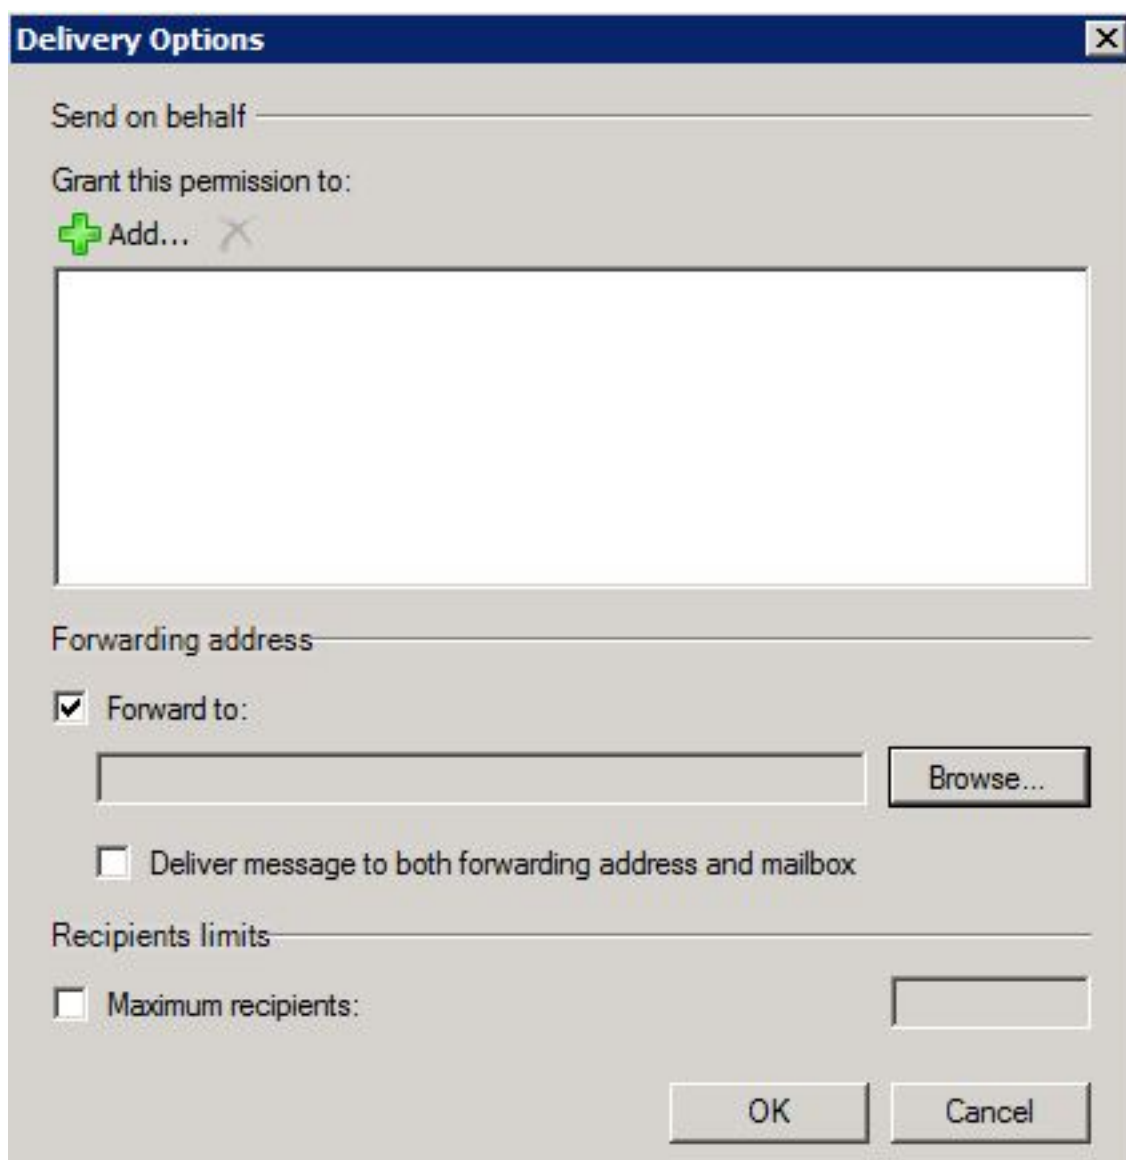 Delivery Options
Send on behalf
Grant this permission to:
Add...
Forwarding address
Forward to:
Browse...
Deliver message to both forwarding address and mailbox
Recipients limits
Maximum recipients:
OK Cancel